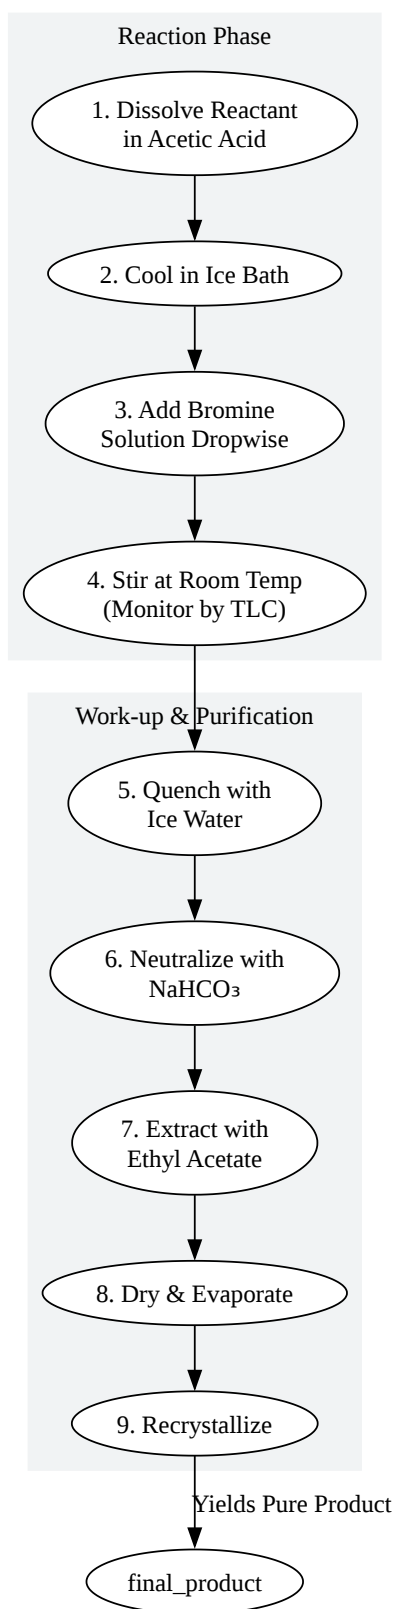 Reaction Phase
1. Dissolve Reactant
in Acetic Acid
2. Cool in Ice Bath
3. Add Bromine
Solution Dropwise
4. Stir at Room Temp
(Monitor by TLC)
Work-up & Purification
5. Quench with
Ice Water
6. Neutralize with
NaHCO₃
7. Extract with
Ethyl Acetate
8. Dry & Evaporate
9. Recrystallize
Yields Pure Product
final_product